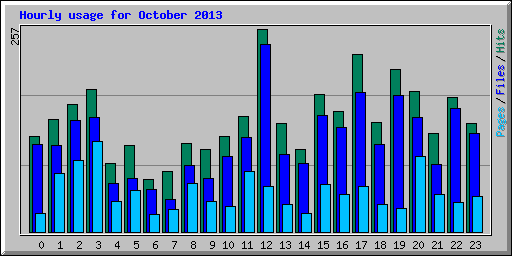 Hourly usage for October 2013
257
Pages / Files / Hits
0 1 2 3 4 5 6 7 8 9 10 11 12 13 14 15 16 17 18 19 20 21 22 23